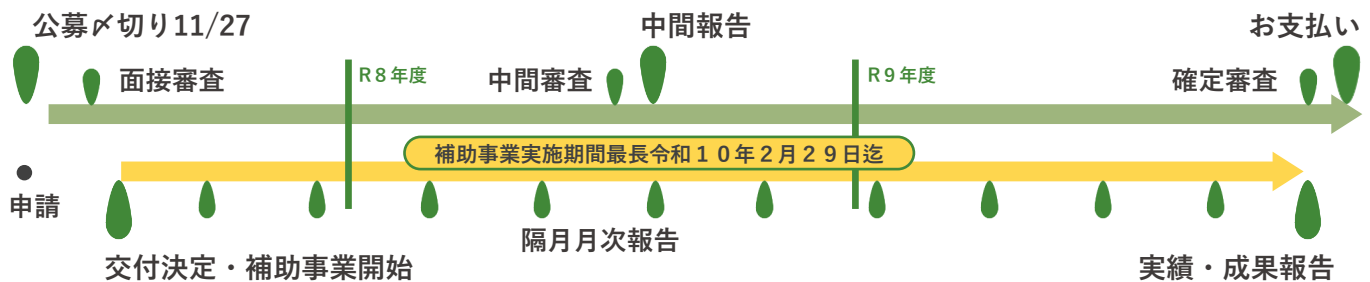 公募〆切り11/27
中間報告
お支払い
面接審査
R8年度
中間審査
R9年度
確定審査
補助事業実施期間最長令和１０年２月２９日迄
申請
隔月月次報告
交付決定・補助事業開始
実績・成果報告